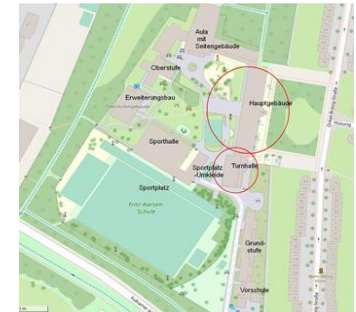 Aula
mit
Seitengebäude
Oberstufe
Erweiterungsbau
Hauptgebäude
Sporthalle
Sportplatz
-Umkleide
Turnhalle
Sportplatz
Fritz-Karsen-
Schule
Grund-
stufe
Vorschule